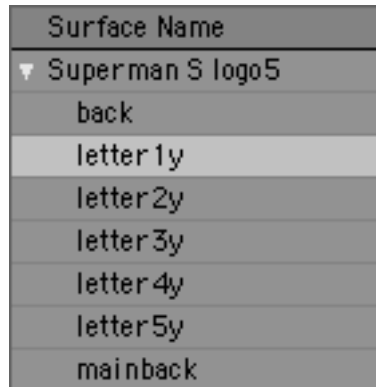 Surface Name
Superman S logo5
back
letter1y
letter2y
letter3y
letter4y
letter5y
mainback